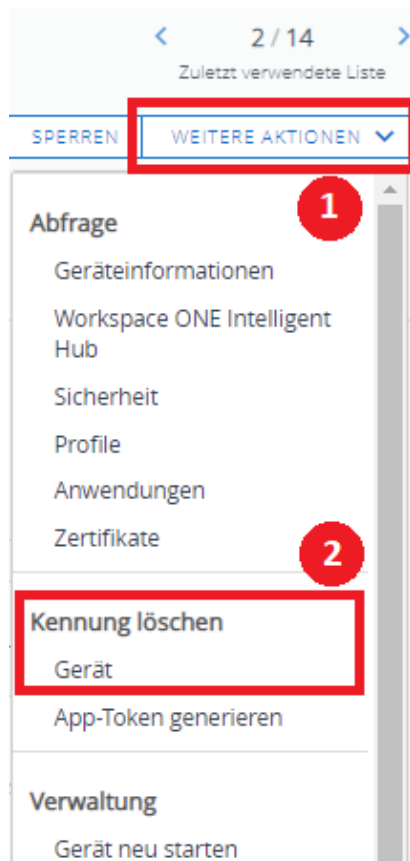 2 / 14
Zuletzt verwendete Liste
SPERREN
WEITERE AKTIONEN
1
Abfrage
Geräteinformationen
Workspace ONE Intelligent
Hub
Sicherheit
Profile
Anwendungen
Zertifikate
2
Kennung löschen
Gerät
App-Token generieren
Verwaltung
Gerät neu starten